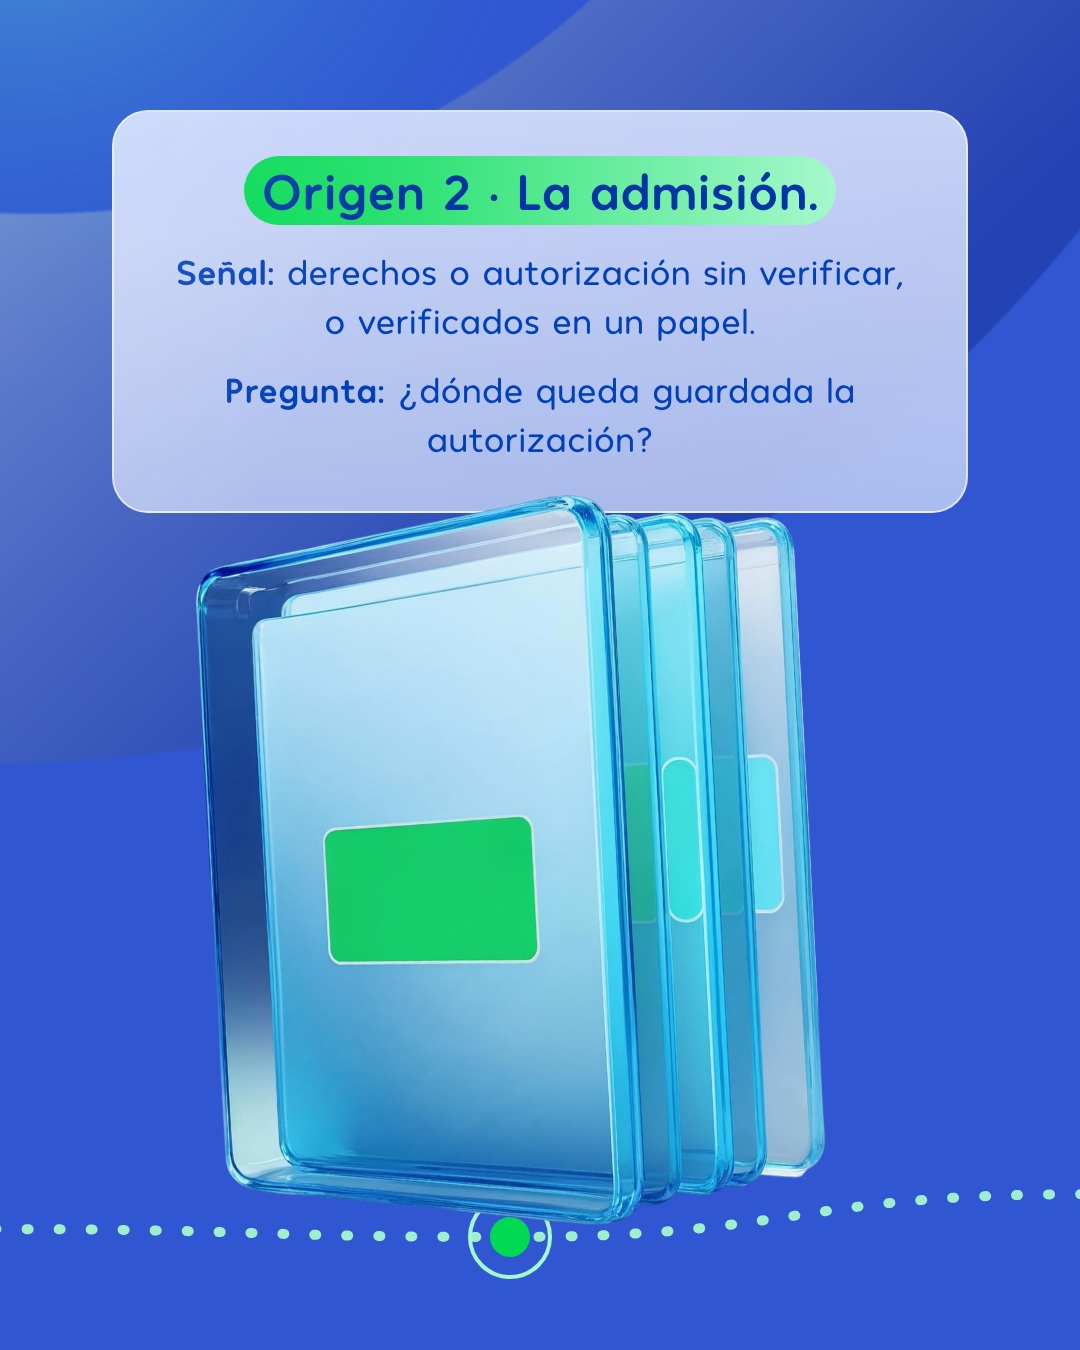 Origen 2 · La admisión.
Señal: derechos o autorización sin verificar,
o verificados en un papel.
Pregunta: ¿dónde queda guardada la
autorización?